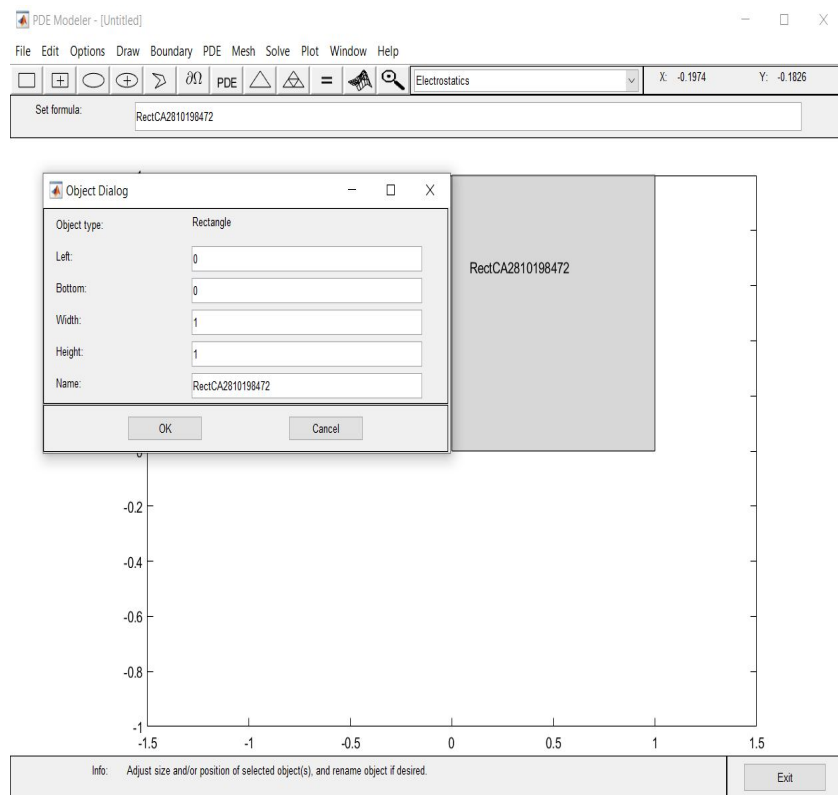 PDE Modeler - [Untitled]
File Edit Options Draw Boundary PDE Mesh Solve Plot Window Help
∂Ω PDE = Electrostatics X: -0.1974 Y: -0.1826
Set formula: RectCA2810198472
Object Dialog
Object type: Rectangle
Left: 0
Bottom: 0
Width: 1
Height: 1
Name: RectCA2810198472
OK Cancel
RectCA2810198472
0
-0.2
-0.4
-0.6
-0.8
-1
-1.5 -1 -0.5 0 0.5 1 1.5
Info: Adjust size and/or position of selected object(s), and rename object if desired.
Exit